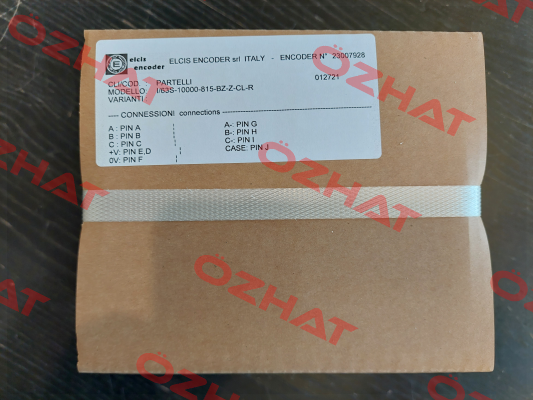 elcis encoder
ELCIS ENCODER srl ITALY - ENCODER N° 23007928
CLI/COD PARTELLI 012721
MODELLO I/63S-10000-815-BZ-Z-CL-R
VARIANTI
CONNESSIONI connections
A: PIN A A-: PIN G
B: PIN B B-: PIN H
C: PIN C C-: PIN I
+V: PIN E,D CASE: PIN J
0V: PIN F
ÖZHAT
ÖZHAT
ÖZHAT
ÖZHAT
ÖZHAT
ÖZHAT
ÖZHAT